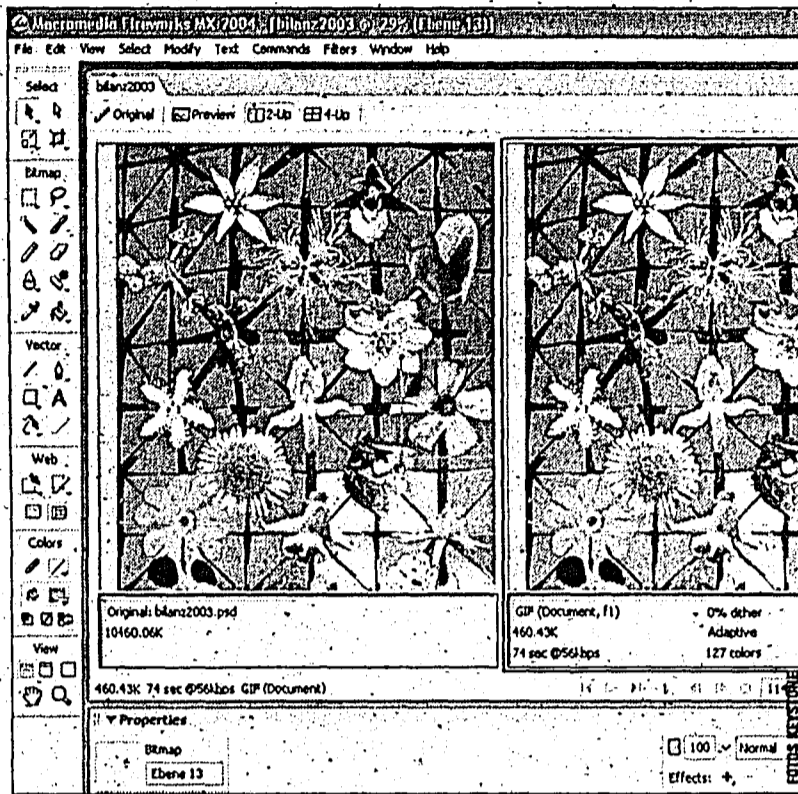 Macromedia Fireworks MX 2004 - [bilanz2003 @ 29% (Ebene 13)]
File Edit View Select Modify Text Commands Filters Window Help
Select
bilanz2003
Original Preview 2-Up 4-Up
Bitmap
Vector
A
Web
Colors
View
Original: bilanz2003.psd
10460.06K
GIF (Document, f1) 0% dither
460.43K Adaptive
74 sec @56kbps 127 colors
460.43K 74 sec @56kbps GIF (Document)
Properties
Bitmap
Ebene 13
100 Normal
Effects: +
FOTOS KEYSTONE